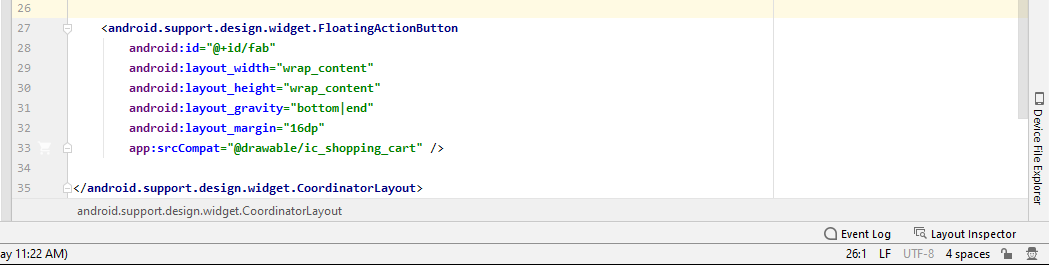 26
27 <android.support.design.widget.FloatingActionButton
28 android:id="@+id/fab"
29 android:layout_width="wrap_content"
30 android:layout_height="wrap_content"
31 android:layout_gravity="bottom|end"
32 android:layout_margin="16dp"
33 app:srcCompat="@drawable/ic_shopping_cart" />
34
35 </android.support.design.widget.CoordinatorLayout>
android.support.design.widget.CoordinatorLayout
Device File Explorer
Event Log Layout Inspector
ay 11:22 AM) 26:1 LF UTF-8 4 spaces